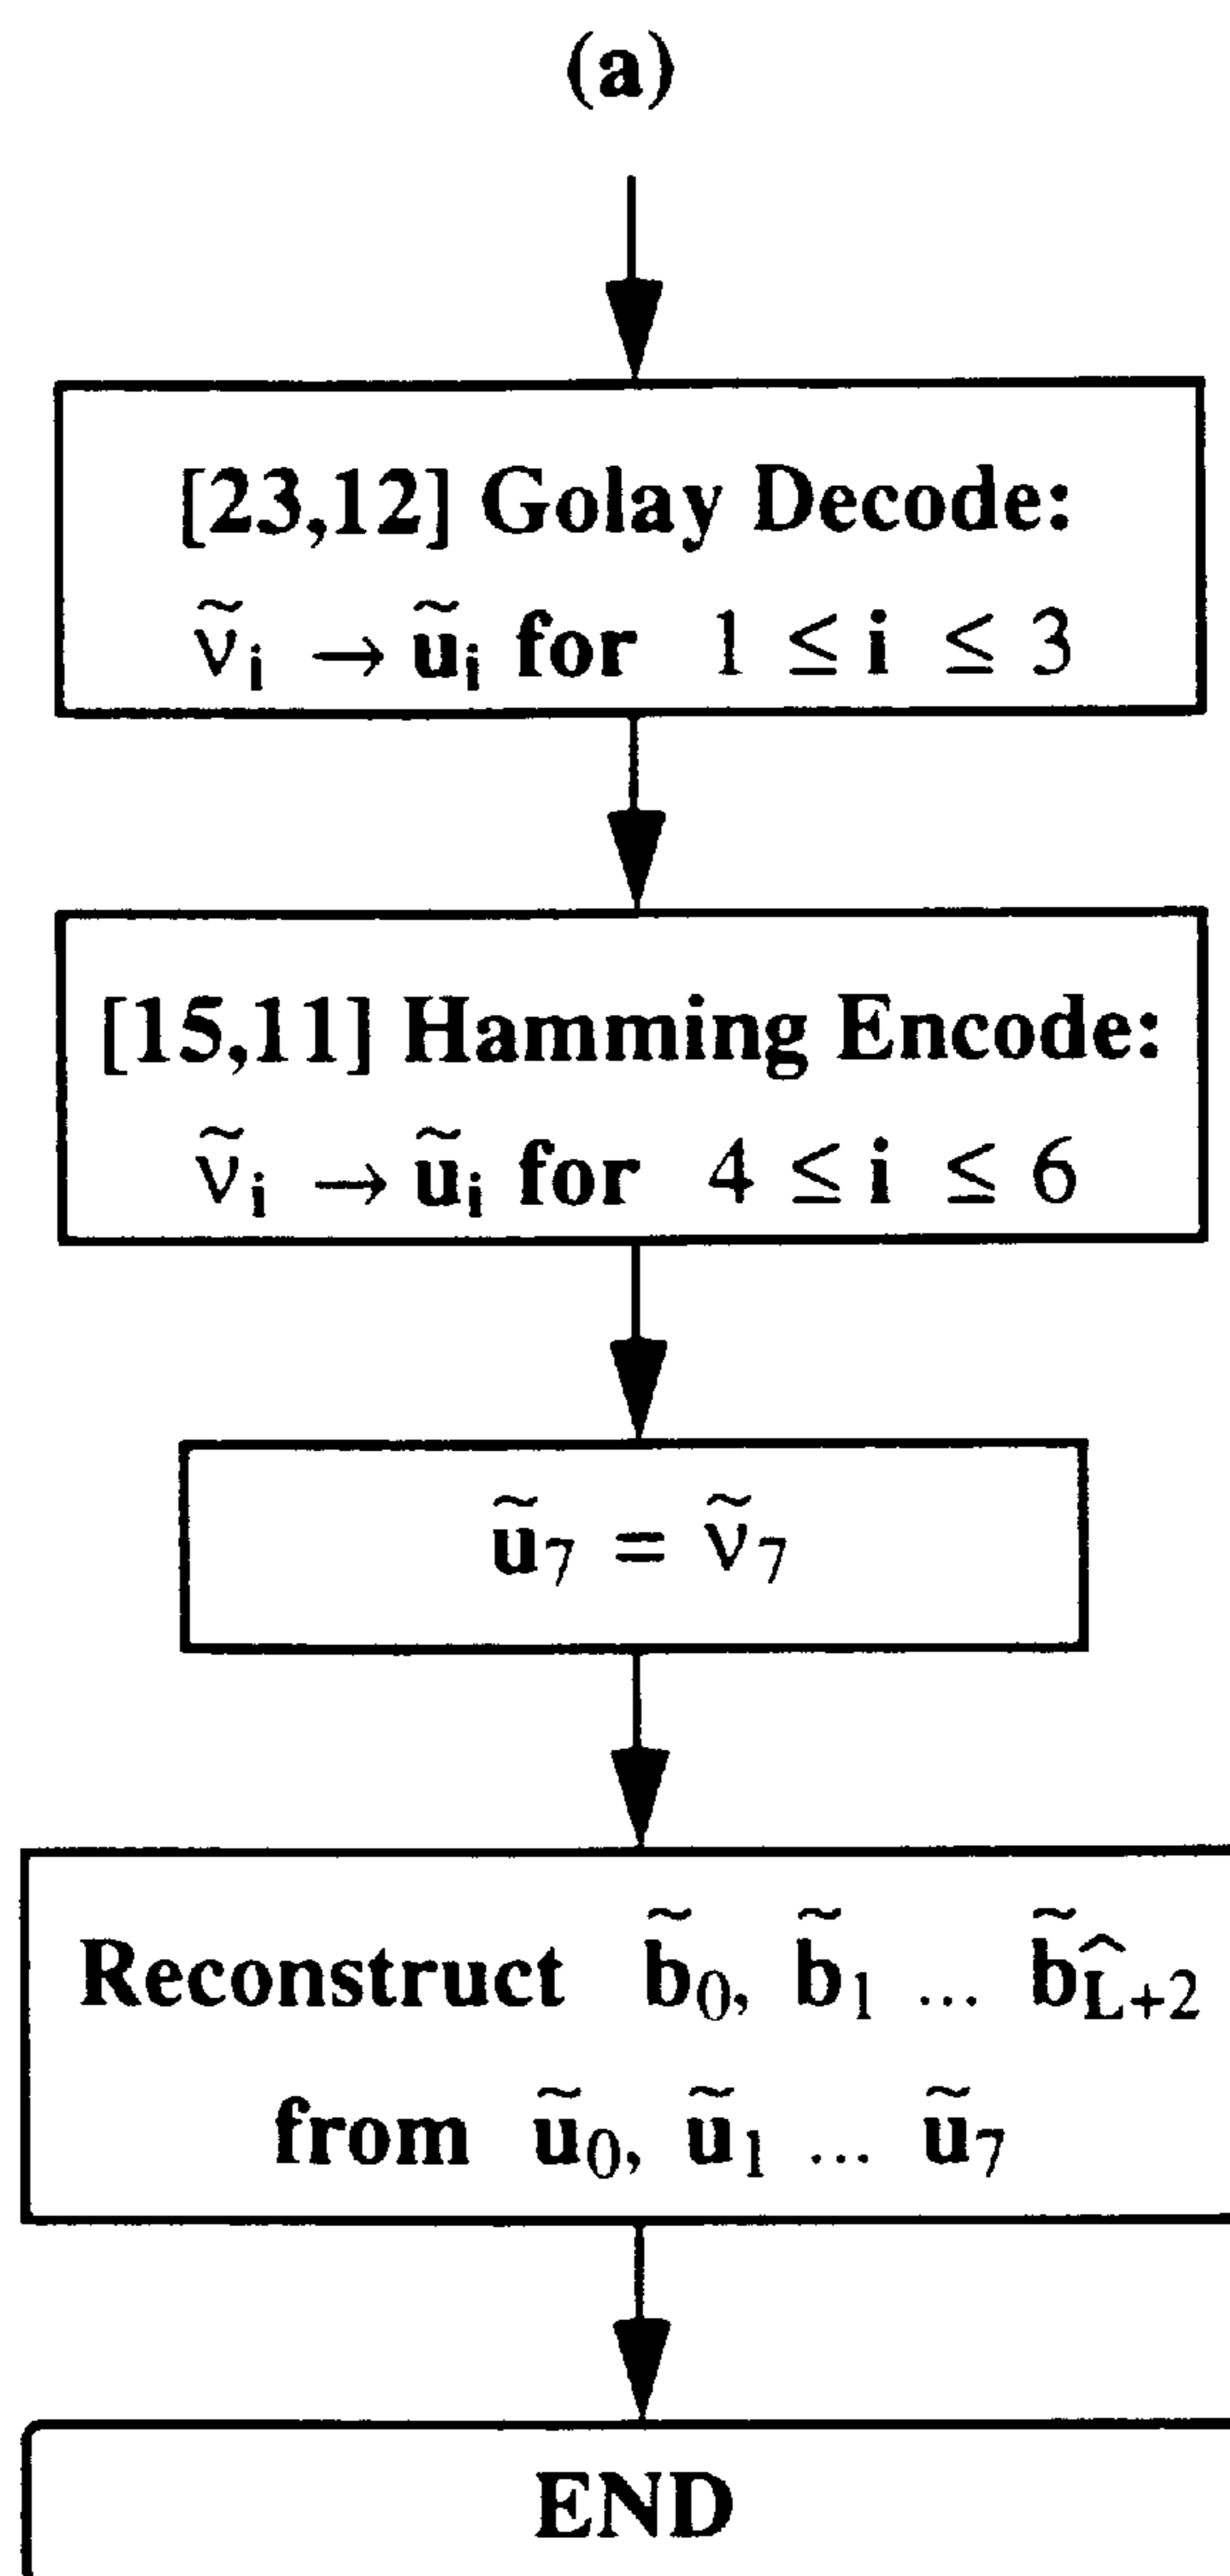 (a)
[23,12] Golay Decode:
ṽᵢ → ũᵢ for 1 ≤ i ≤ 3
[15,11] Hamming Encode:
ṽᵢ → ũᵢ for 4 ≤ i ≤ 6
ũ₇ = ṽ₇
Reconstruct b̃₀, b̃₁ ... b̃_L̂+2
from ũ₀, ũ₁ ... ũ₇
END